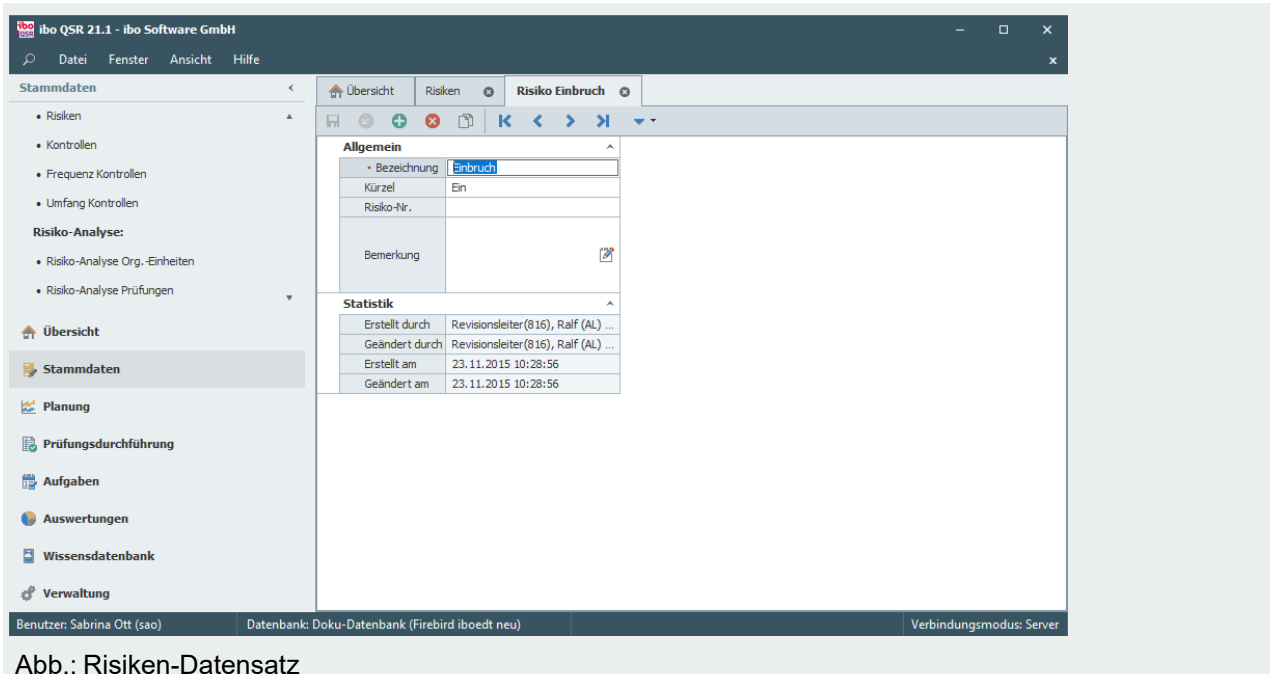 ibo QSR 21.1 - ibo Software GmbH
Datei Fenster Ansicht Hilfe
Stammdaten
• Risiken
• Kontrollen
• Frequenz Kontrollen
• Umfang Kontrollen
Risiko-Analyse:
• Risiko-Analyse Org.-Einheiten
• Risiko-Analyse Prüfungen
Übersicht
Stammdaten
Planung
Prüfungsdurchführung
Aufgaben
Auswertungen
Wissensdatenbank
Verwaltung
Übersicht Risiken Risiko Einbruch
Allgemein
• Bezeichnung Einbruch
Kürzel Ein
Risiko-Nr.
Bemerkung
Statistik
Erstellt durch Revisionsleiter(816), Ralf (AL) ...
Geändert durch Revisionsleiter(816), Ralf (AL) ...
Erstellt am 23.11.2015 10:28:56
Geändert am 23.11.2015 10:28:56
Benutzer: Sabrina Ott (sao) Datenbank: Doku-Datenbank (Firebird iboedt neu) Verbindungsmodus: Server
Abb.: Risiken-Datensatz